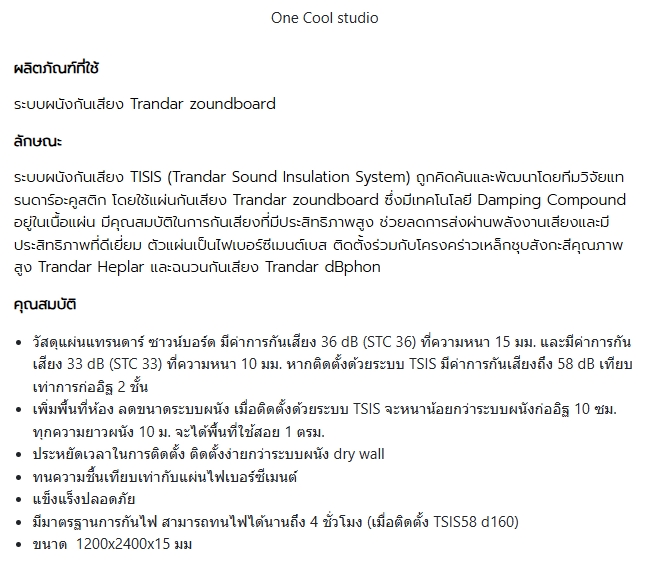 One Cool studio
ผลิตภัณฑ์ที่ใช้
ระบบผนังกันเสียง Trandar zoundboard
ลักษณะ
ระบบผนังกันเสียง TISIS (Trandar Sound Insulation System) ถูกคิดค้นและพัฒนาโดยทีมวิจัยแท
รนดาร์อะคูสติก โดยใช้แผ่นกันเสียง Trandar zoundboard ซึ่งมีเทคโนโลยี Damping Compound
อยู่ในเนื้อแผ่น มีคุณสมบัติในการกันเสียงที่มีประสิทธิภาพสูง ช่วยลดการส่งผ่านพลังงานเสียงและมี
ประสิทธิภาพที่ดีเยี่ยม ตัวแผ่นเป็นไฟเบอร์ซีเมนต์เบส ติดตั้งร่วมกับโครงคร่าวเหล็กชุบสังกะสีคุณภาพ
สูง Trandar Heplar และฉนวนกันเสียง Trandar dBphon
คุณสมบัติ
• วัสดุแผ่นแทรนดาร์ ซาวน์บอร์ด มีค่าการกันเสียง 36 dB (STC 36) ที่ความหนา 15 มม. และมีค่าการกัน
เสียง 33 dB (STC 33) ที่ความหนา 10 มม. หากติดตั้งด้วยระบบ TSIS มีค่าการกันเสียงถึง 58 dB เทียบ
เท่าการก่ออิฐ 2 ชั้น
• เพิ่มพื้นที่ห้อง ลดขนาดระบบผนัง เมื่อติดตั้งด้วยระบบ TSIS จะหนาน้อยกว่าระบบผนังก่ออิฐ 10 ซม.
ทุกความยาวผนัง 10 ม. จะได้พื้นที่ใช้สอย 1 ตรม.
• ประหยัดเวลาในการติดตั้ง ติดตั้งง่ายกว่าระบบผนัง dry wall
• ทนความชื้นเทียบเท่ากับแผ่นไฟเบอร์ซีเมนต์
• แข็งแร็งปลอดภัย
• มีมาตรฐานการกันไฟ สามารถทนไฟได้นานถึง 4 ชั่วโมง (เมื่อติดตั้ง TSIS58 d160)
• ขนาด 1200x2400x15 มม